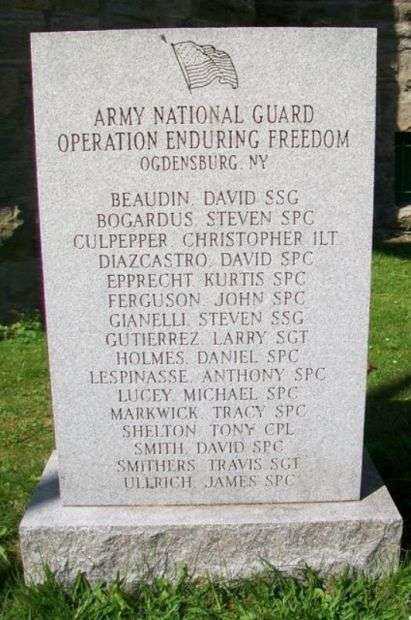 ARMY NATIONAL GUARD
OPERATION ENDURING FREEDOM
OGDENSBURG, NY
BEAUDIN, DAVID SSG
BOGARDUS, STEVEN SPC
CULPEPPER, CHRISTOPHER 1LT
DIAZCASTRO, DAVID SPC
EPPRECHT, KURTIS SPC
FERGUSON, JOHN SPC
GIANELLI, STEVEN SSG
GUTIERREZ, LARRY SGT
HOLMES, DANIEL SPC
LESPINASSE, ANTHONY SPC
LUCEY, MICHAEL SPC
MARKWICK, TRACY SPC
SHELTON, TONY CPL
SMITH, DAVID SPC
SMITHERS, TRAVIS SGT
ULLRICH, JAMES SPC